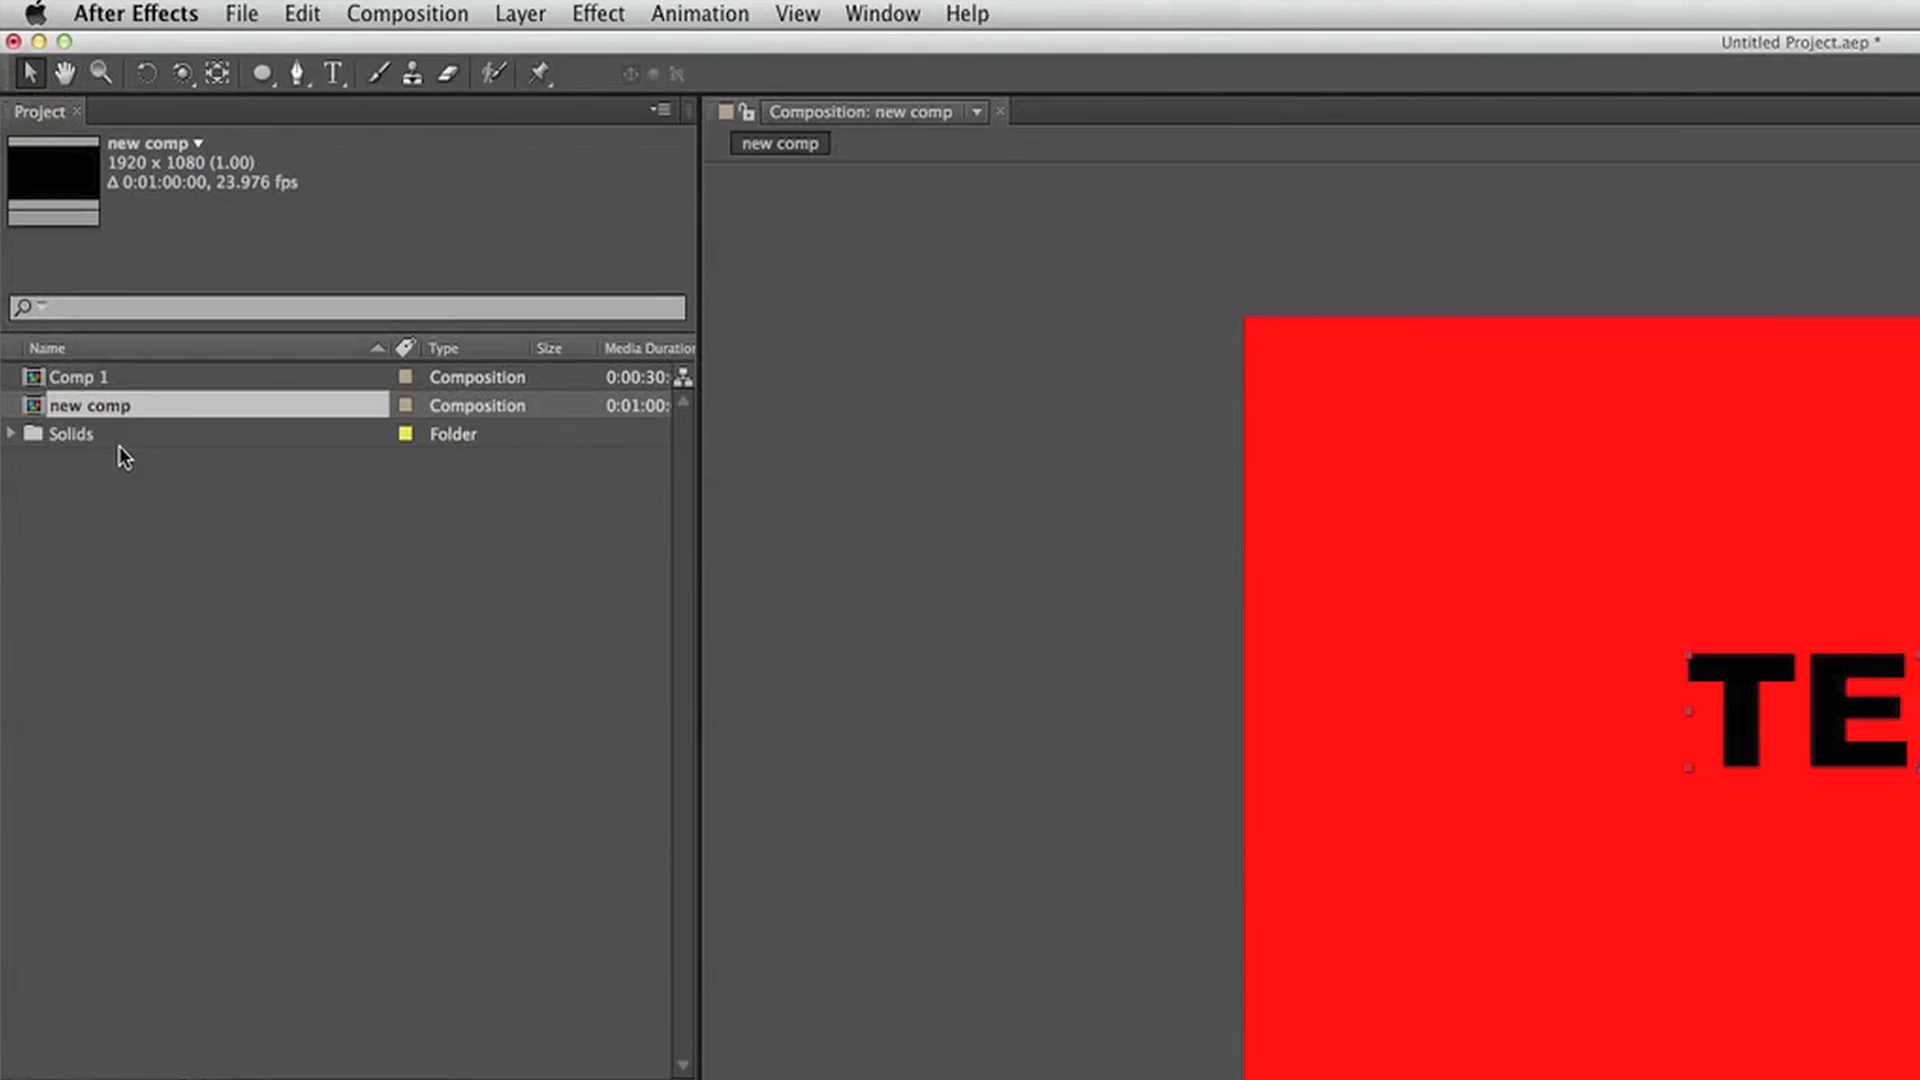 After Effects File Edit Composition Layer Effect Animation View Window Help
Untitled Project.aep *
Project
Composition: new comp
new comp
new comp
1920 x 1080 (1.00)
Δ 0:01:00:00, 23.976 fps
Name Type Size Media Duration
Comp 1 Composition 0:00:30:
new comp Composition 0:01:00:
Solids Folder
TE